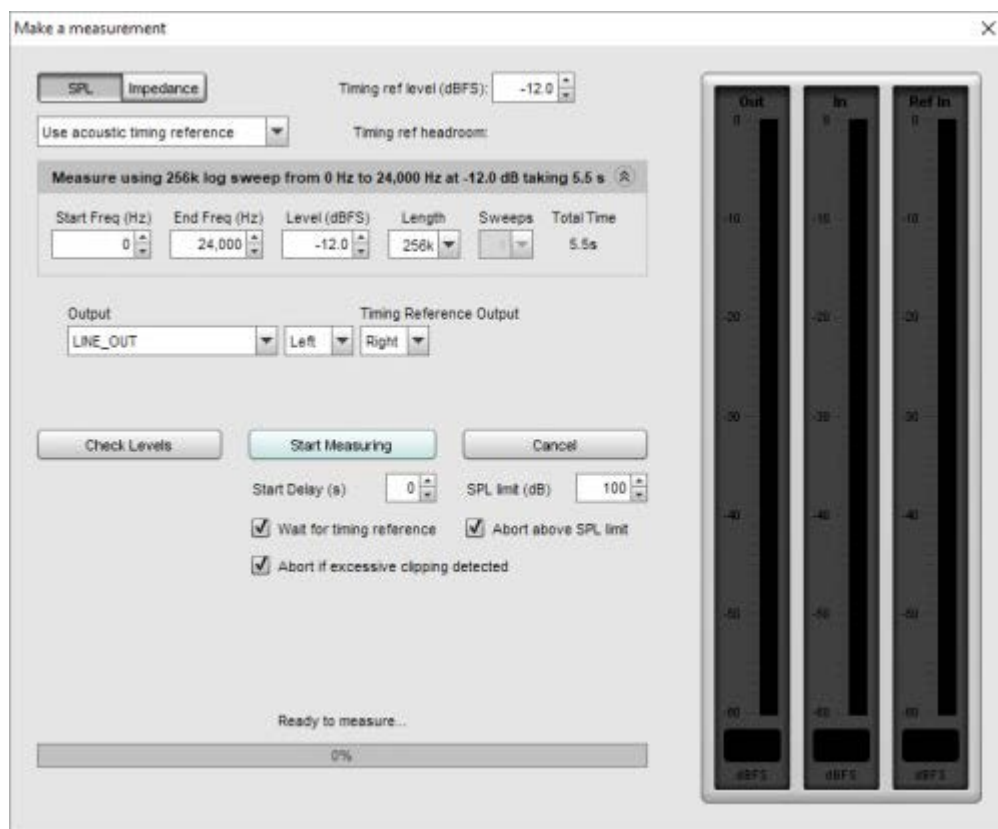 Make a measurement
SPL Impedance Timing ref level (dBFS): -12.0
Use acoustic timing reference Timing ref headroom:
Measure using 256k log sweep from 0 Hz to 24,000 Hz at -12.0 dB taking 5.5 s
Start Freq (Hz) End Freq (Hz) Level (dBFS) Length Sweeps Total Time
0 24,000 -12.0 256k 5.5s
Output Timing Reference Output
LINE_OUT Left Right
Check Levels Start Measuring Cancel
Start Delay (s) 0 SPL limit (dB) 100
Wait for timing reference Abort above SPL limit
Abort if excessive clipping detected
Ready to measure...
0%
Out In Ref In
0 0 0
-10 -10 -10
-20 -20 -20
-30 -30 -30
-40 -40 -40
-50 -50 -50
-60 -60 -60
dBFS dBFS dBFS